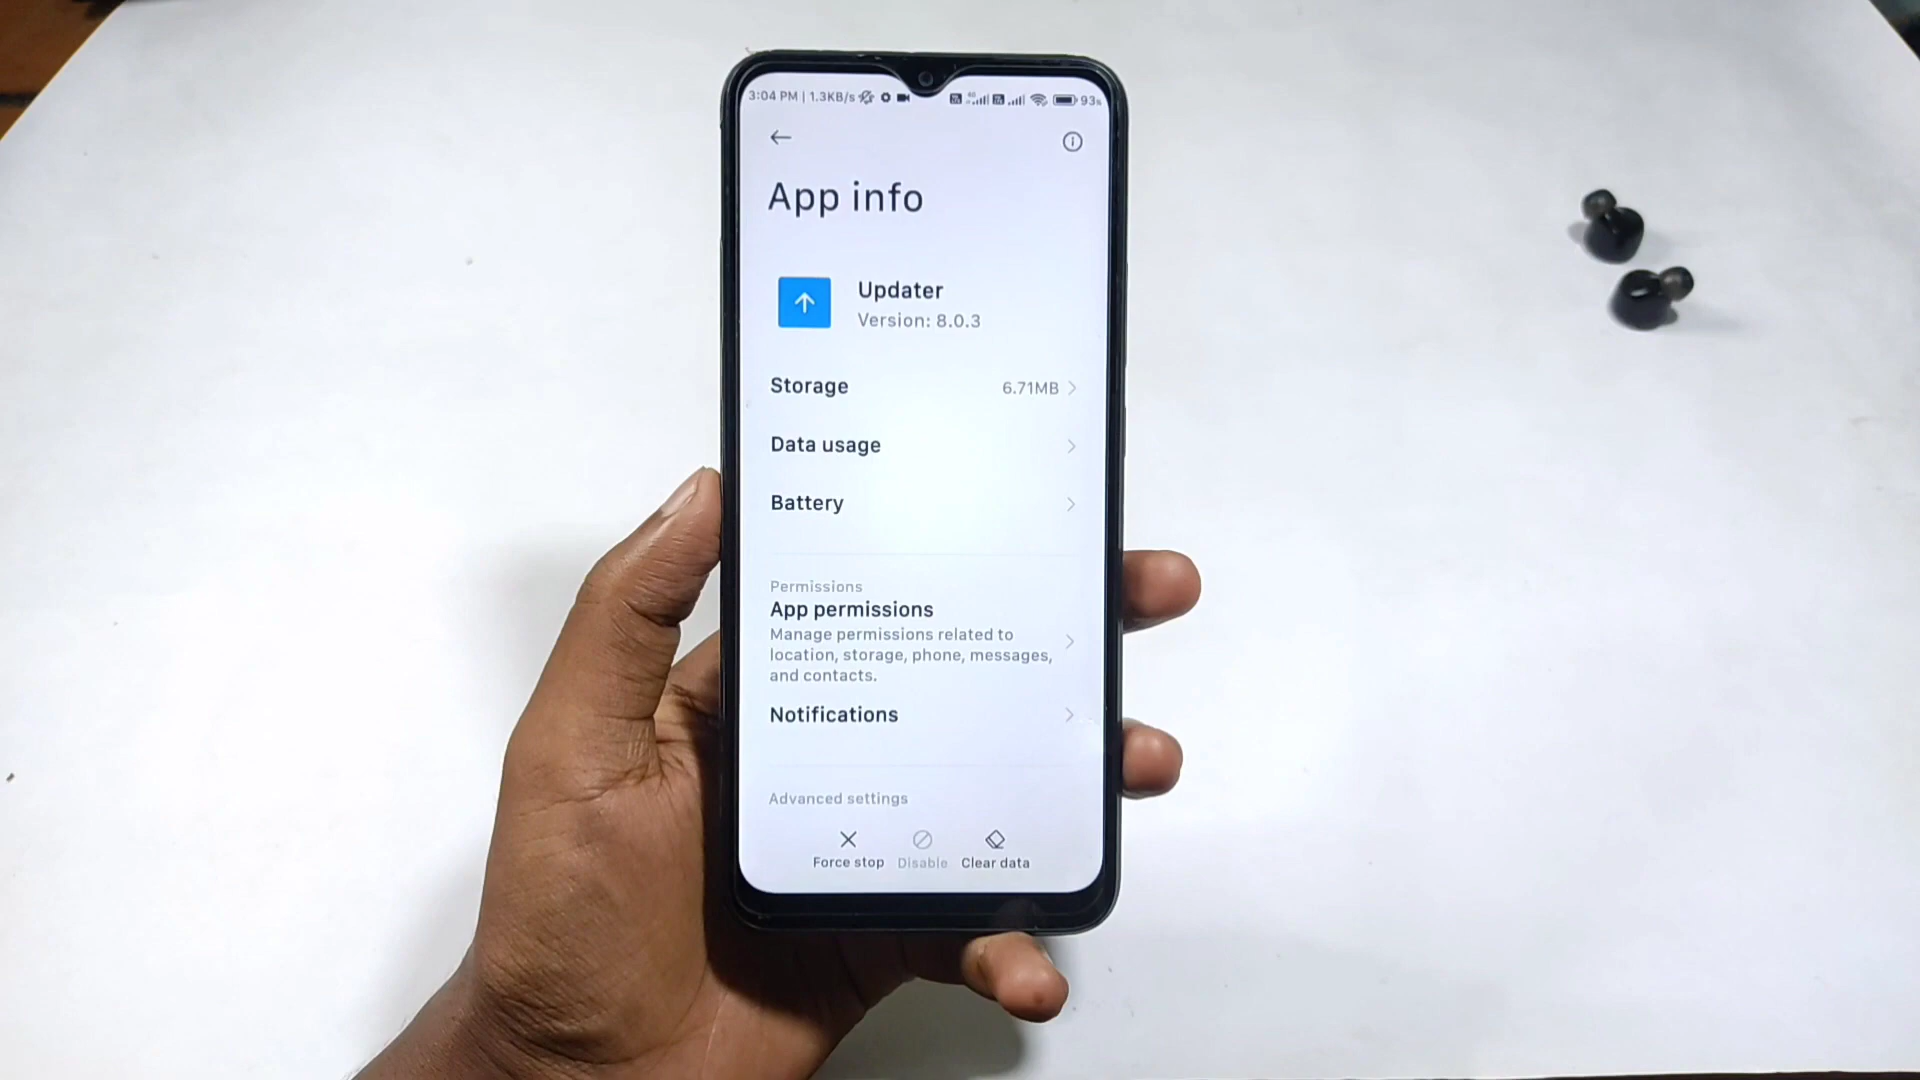 3:04 PM | 1.3KB/s 4G 93%
App info
Updater
Version: 8.0.3
Storage 6.71MB
Data usage
Battery
Permissions
App permissions
Manage permissions related to
location, storage, phone, messages,
and contacts.
Notifications
Advanced settings
Force stop Disable Clear data